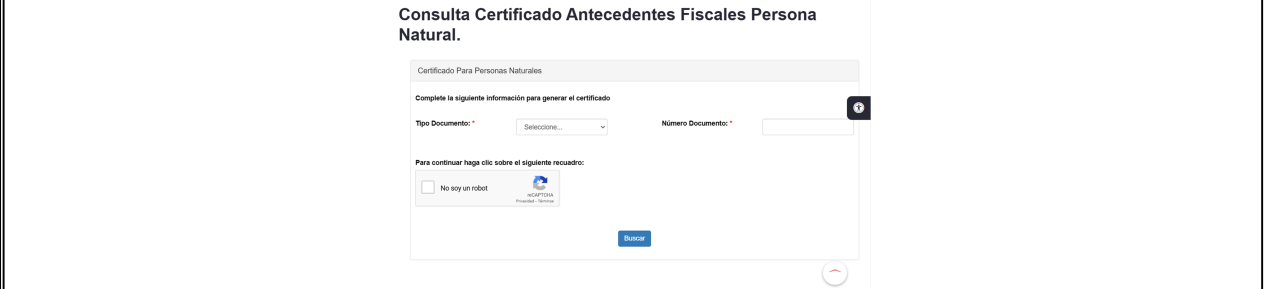 Consulta Certificado Antecedentes Fiscales Persona
Natural.
Certificado Para Personas Naturales
Complete la siguiente información para generar el certificado
Tipo Documento: *
Seleccione...
Número Documento: *
Para continuar haga clic sobre el siguiente recuadro:
No soy un robot
reCAPTCHA
Privacidad - Términos
Buscar